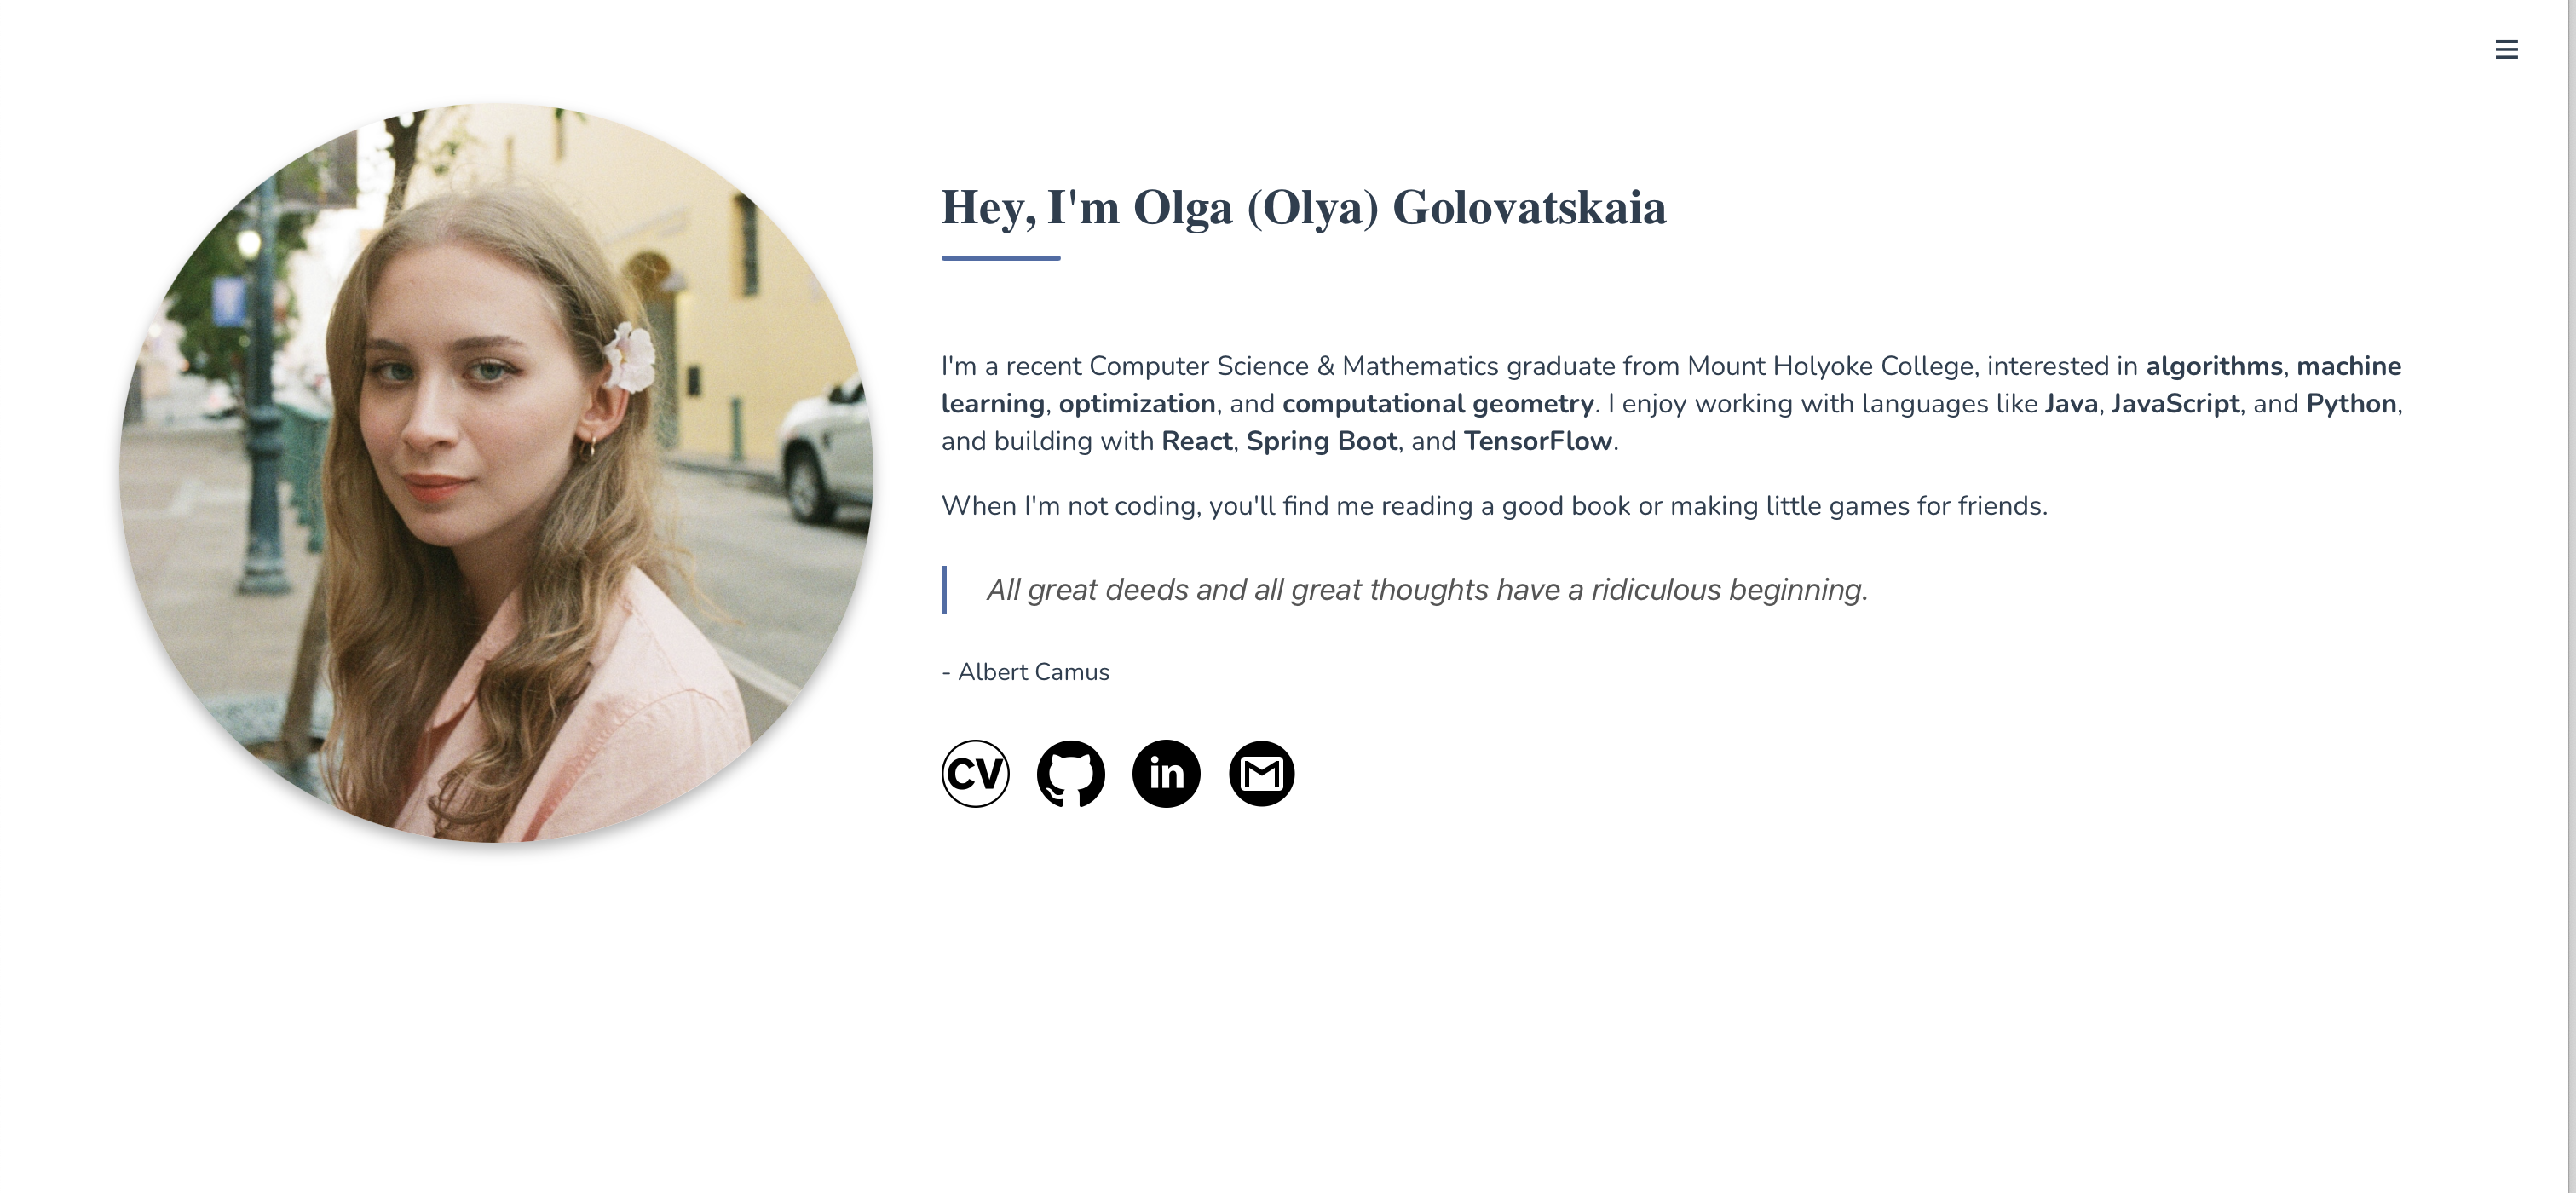 Hey, I'm Olga (Olya) Golovatskaia
I'm a recent Computer Science & Mathematics graduate from Mount Holyoke College, interested in algorithms, machine
learning, optimization, and computational geometry. I enjoy working with languages like Java, JavaScript, and Python,
and building with React, Spring Boot, and TensorFlow.
When I'm not coding, you'll find me reading a good book or making little games for friends.
All great deeds and all great thoughts have a ridiculous beginning.
- Albert Camus
CV in M